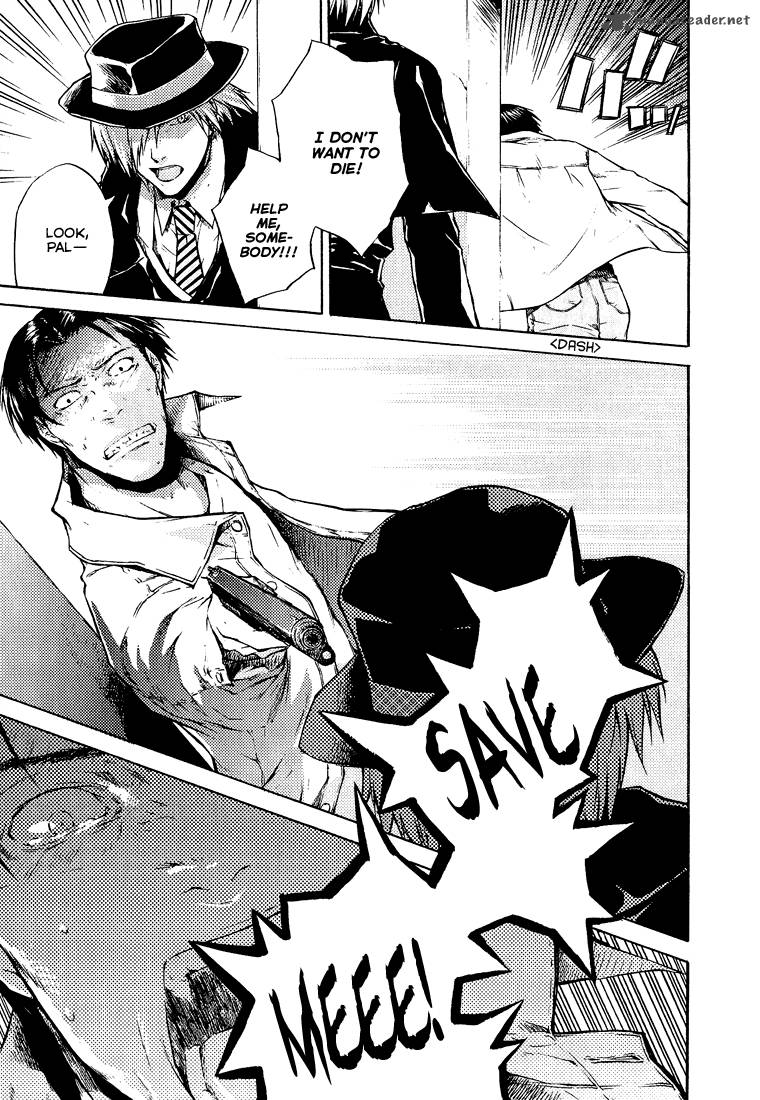 I DON'T
WANT TO
DIE!
HELP
ME,
SOME-
BODY!!!
LOOK,
PAL—
<DASH>
SAVE
MEEE!